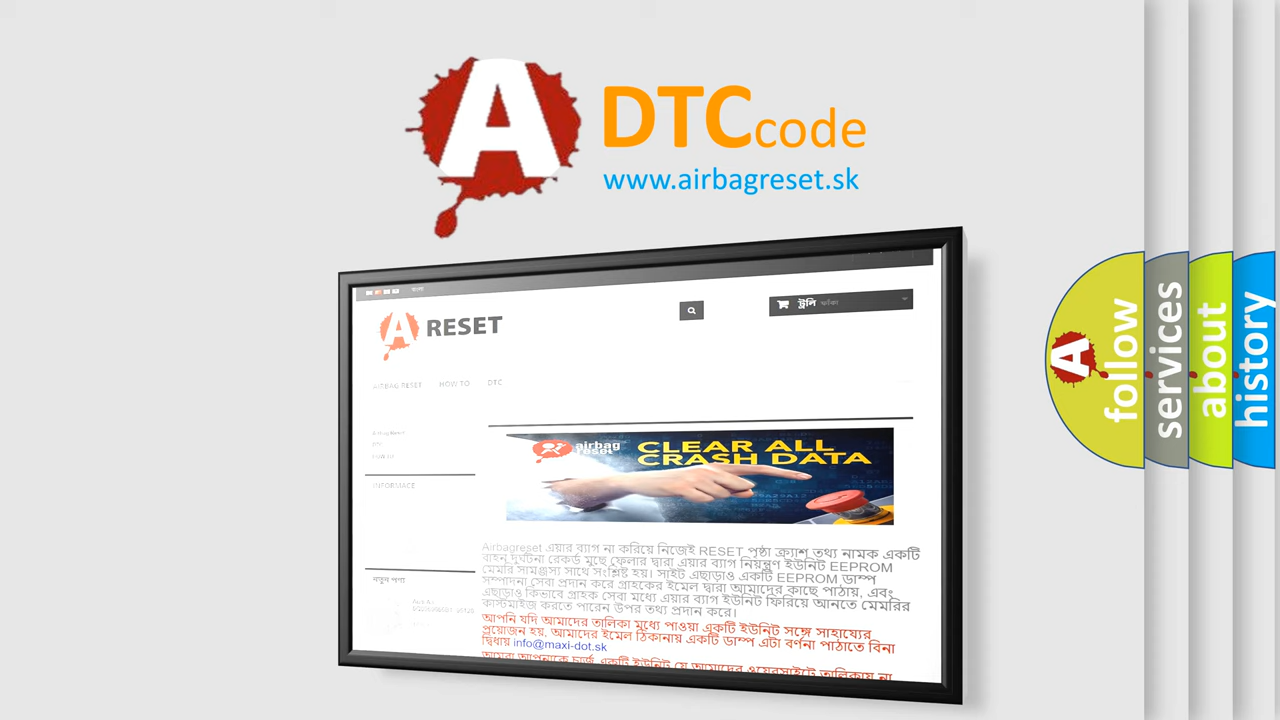 A DTC code
www.airbagreset.sk
বাংলা
A RESET
ট্রলি খালি
AIRBAG RESET HOW TO DTC
INFORMACE
airbag
reset
CLEAR ALL
CRASH DATA
Airbagreset এয়ার ব্যাগ না করিয়ে নিজেই RESET পৃষ্ঠা ক্র্যাশ তথ্য নামক একটি
বাহন দুর্ঘটনা রেকর্ড মুছে ফেলার দ্বারা এয়ার ব্যাগ নিয়ন্ত্রণ ইউনিট EEPROM
মেমরি সামঞ্জস্য সাথে সংশ্লিষ্ট হয়। সাইট এছাড়াও একটি EEPROM ডাম্প
সম্পাদনা সেবা প্রদান করে গ্রাহকের ইমেল দ্বারা আমাদের কাছে পাঠায়, এবং
এছাড়াও কিভাবে গ্রাহক সেবা মধ্যে এয়ার ব্যাগ ইউনিট ফিরিয়ে আনতে মেমরির
কাস্টমাইজ করতে পারেন উপর তথ্য প্রদান করে।
আপনি যদি আমাদের তালিকা মধ্যে পাওয়া একটি ইউনিট সঙ্গে সাহায্যের
প্রয়োজন হয়, আমাদের ইমেল ঠিকানায় একটি ডাম্প এটা বর্ণনা পাঠাতে বিনা
দ্বিধায় info@maxi-dot.sk
নতুন পণ্য
follow
services
about
history